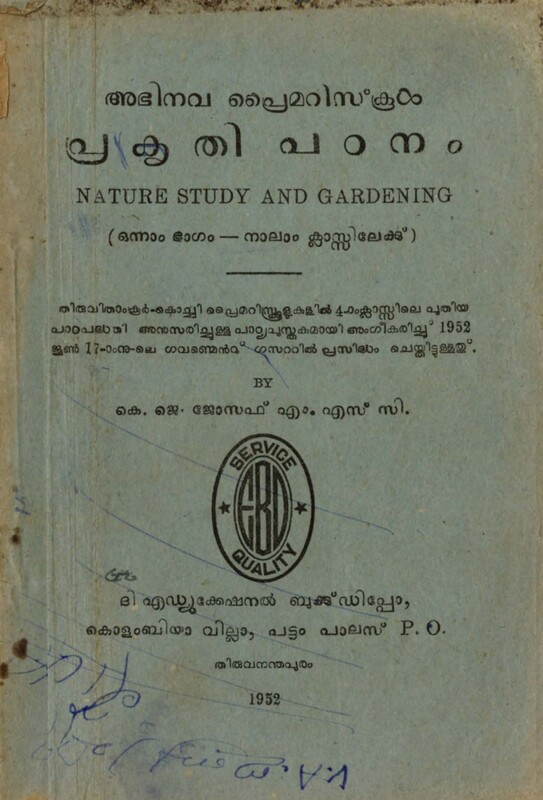 അഭിനവ പ്രൈമറിസ്കൂൾ
പ്രകൃതി പഠനം
NATURE STUDY AND GARDENING
(ഒന്നാം ഭാഗം — നാലാം ക്ലാസ്സിലേക്ക്)
തിരുവിതാംകൂർ-കൊച്ചി പ്രൈമറിസ്കൂളുകളിൽ 4-ാംക്ലാസ്സിലെ പുതിയ
പാഠപദ്ധതി അനുസരിച്ചുള്ള പാഠ്യപുസ്തകമായി അംഗീകരിച്ച് 1952
ജൂൺ 17-ാംനു-ലെ ഗവണ്മെൻറ് ഗസററിൽ പ്രസിദ്ധം ചെയ്തിട്ടുള്ളതു്.
BY
കെ. ജെ. ജോസഫ് എം. എസ് സി.
SERVICE
EBD
QUALITY
ദി എഡ്യുക്കേഷനൽ ബുക്ക്ഡിപ്പോ,
കൊളംബിയാ വില്ലാ, പട്ടം പാലസ് P. O.
തിരുവനന്തപുരം
1952